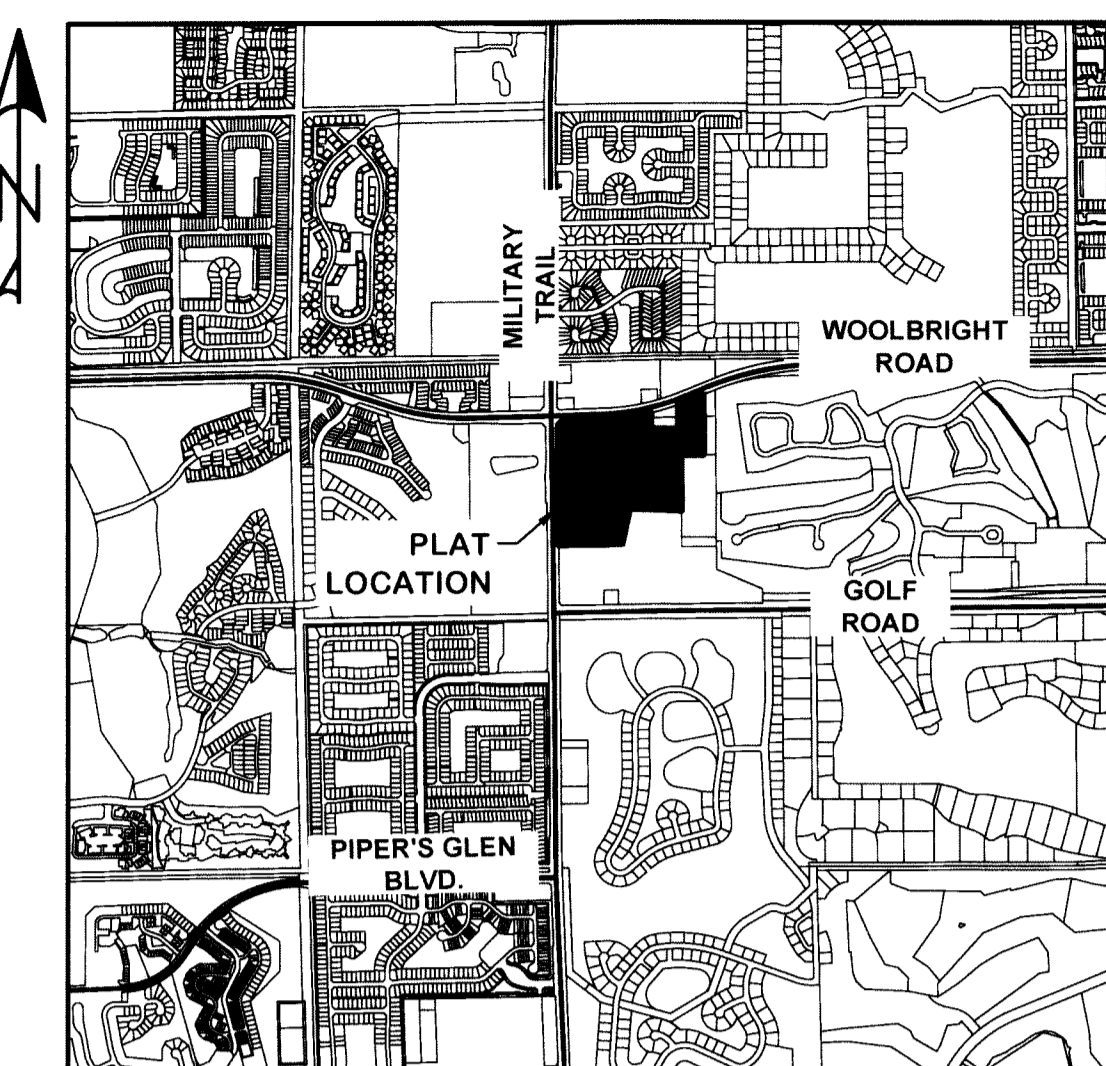 N
MILITARY
TRAIL
WOOLBRIGHT
ROAD
PLAT
LOCATION
GOLF
ROAD
PIPER'S GLEN
BLVD.